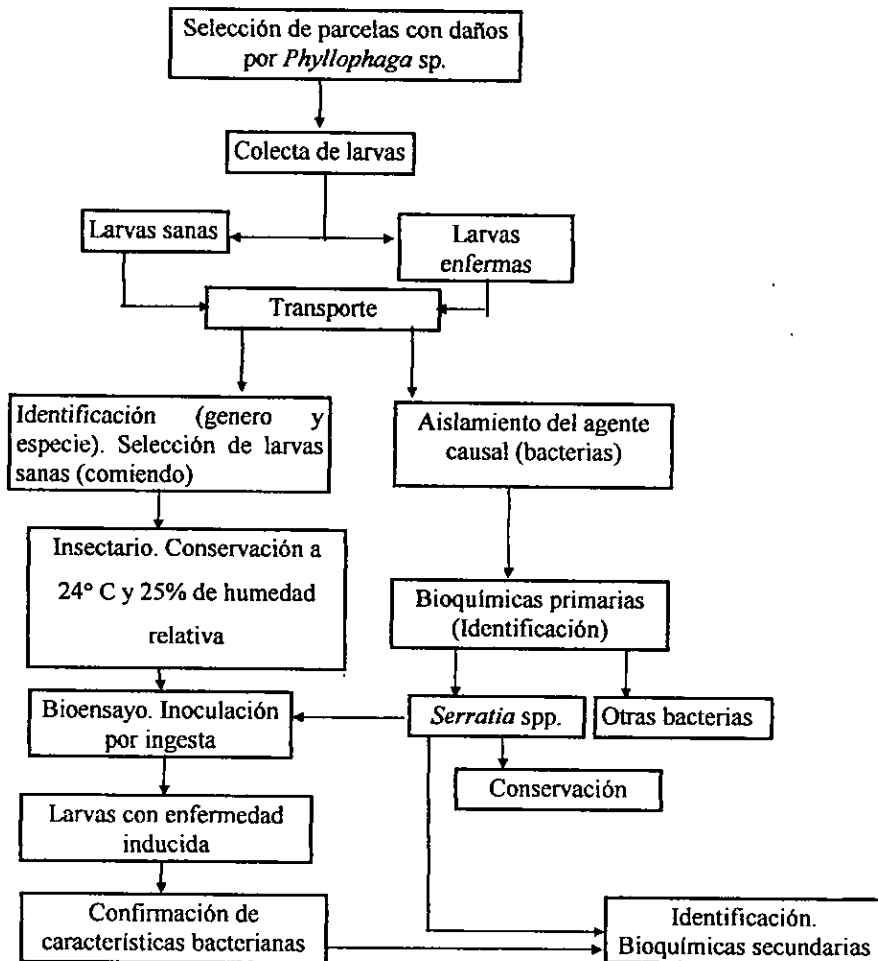 Selección de parcelas con daños
por Phyllophaga sp.
Colecta de larvas
Larvas sanas
Larvas
enfermas
Transporte
Identificación (genero y
especie). Selección de larvas
sanas (comiendo)
Aislamiento del agente
causal (bacterias)
Insectario. Conservación a
24° C y 25% de humedad
relativa
Bioquímicas primarias
(Identificación)
Bioensayo. Inoculación
por ingesta
Serratia spp.
Otras bacterias
Conservación
Larvas con enfermedad
inducida
Confirmación de
características bacterianas
Identificación.
Bioquímicas secundarias